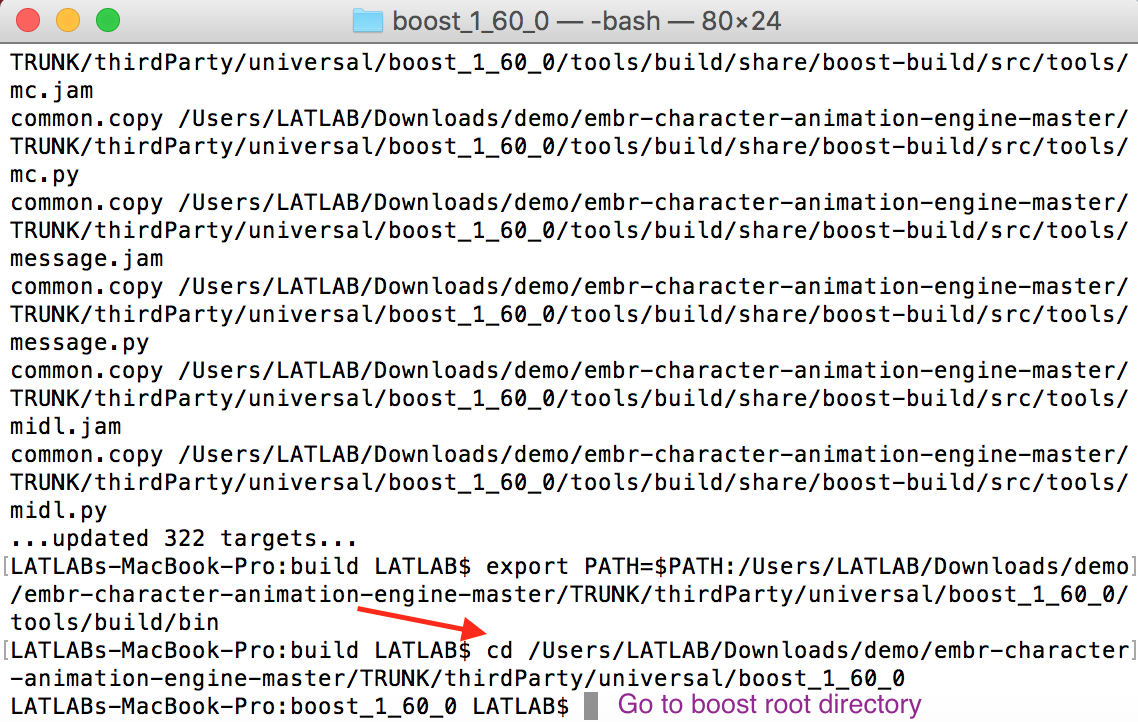 boost_1_60_0 — -bash — 80×24
TRUNK/thirdParty/universal/boost_1_60_0/tools/build/share/boost-build/src/tools/
mc.jam
common.copy /Users/LATLAB/Downloads/demo/embr-character-animation-engine-master/
TRUNK/thirdParty/universal/boost_1_60_0/tools/build/share/boost-build/src/tools/
mc.py
common.copy /Users/LATLAB/Downloads/demo/embr-character-animation-engine-master/
TRUNK/thirdParty/universal/boost_1_60_0/tools/build/share/boost-build/src/tools/
message.jam
common.copy /Users/LATLAB/Downloads/demo/embr-character-animation-engine-master/
TRUNK/thirdParty/universal/boost_1_60_0/tools/build/share/boost-build/src/tools/
message.py
common.copy /Users/LATLAB/Downloads/demo/embr-character-animation-engine-master/
TRUNK/thirdParty/universal/boost_1_60_0/tools/build/share/boost-build/src/tools/
midl.jam
common.copy /Users/LATLAB/Downloads/demo/embr-character-animation-engine-master/
TRUNK/thirdParty/universal/boost_1_60_0/tools/build/share/boost-build/src/tools/
midl.py
...updated 322 targets...
[LATLABs-MacBook-Pro:build LATLAB$ export PATH=$PATH:/Users/LATLAB/Downloads/demo]
/embr-character-animation-engine-master/TRUNK/thirdParty/universal/boost_1_60_0/
tools/build/bin
[LATLABs-MacBook-Pro:build LATLAB$ cd /Users/LATLAB/Downloads/demo/embr-character]
-animation-engine-master/TRUNK/thirdParty/universal/boost_1_60_0
LATLABs-MacBook-Pro:boost_1_60_0 LATLAB$ Go to boost root directory